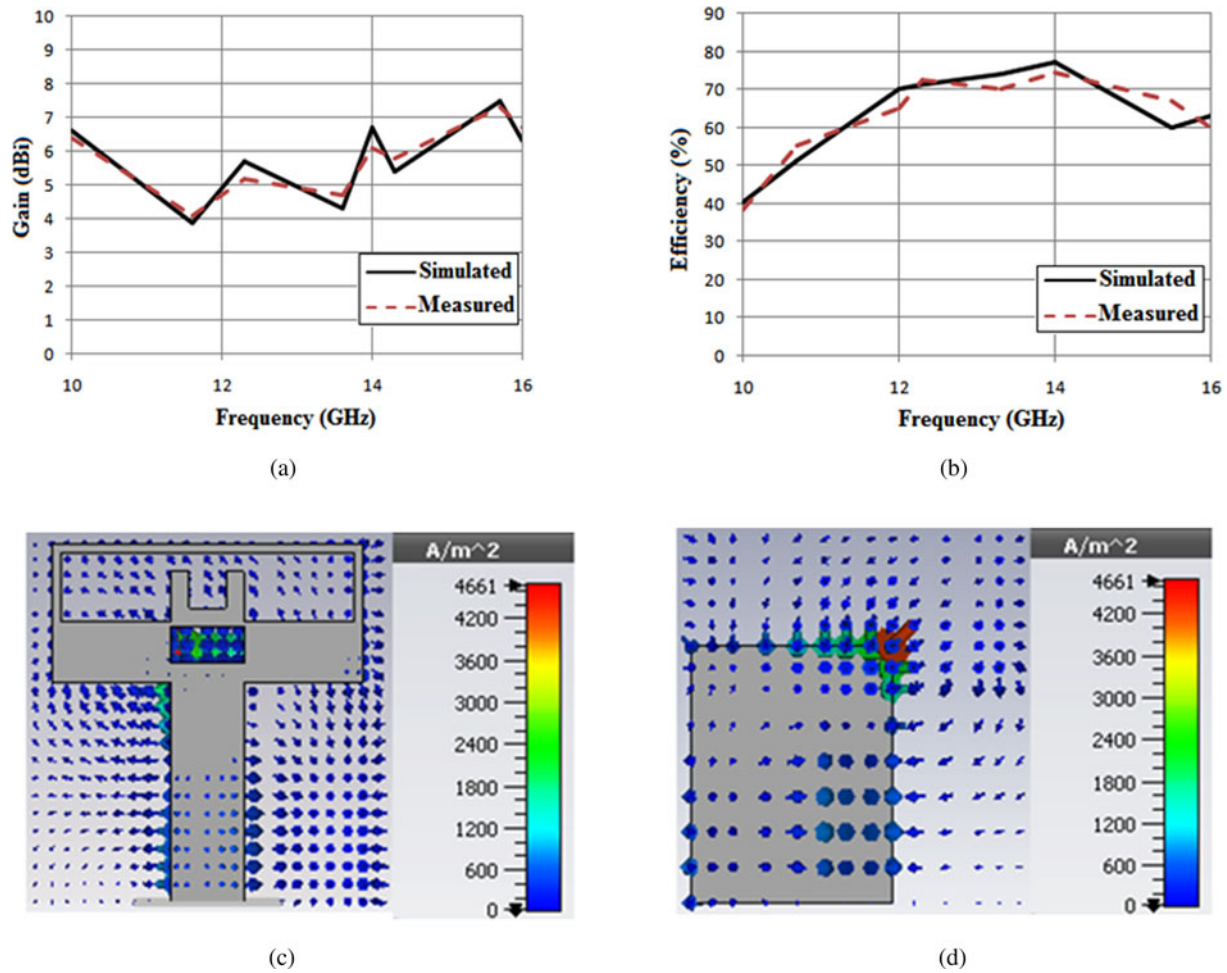 10
9
8
7
6
5
4
3
2
1
0
Gain (dBi)
Simulated
Measured
10 12 14 16
Frequency (GHz)
(a)
90
80
70
60
50
40
30
20
10
0
Efficiency (%)
Simulated
Measured
10 12 14 16
Frequency (GHz)
(b)
A/m^2
4661
4200
3600
3000
2400
1800
1200
600
0
(c)
A/m^2
4661
4200
3600
3000
2400
1800
1200
600
0
(d)